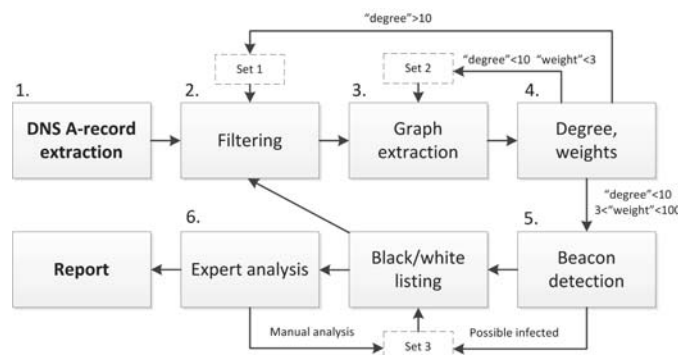 "degree">10
Set 1
Set 2
"degree"<10 "weight"<3
1.
2.
3.
4.
DNS A-record
extraction
Filtering
Graph
extraction
Degree,
weights
"degree"<10
3<"weight"<100
6.
5.
Report
Expert analysis
Black/white
listing
Beacon
detection
Manual analysis
Set 3
Possible infected